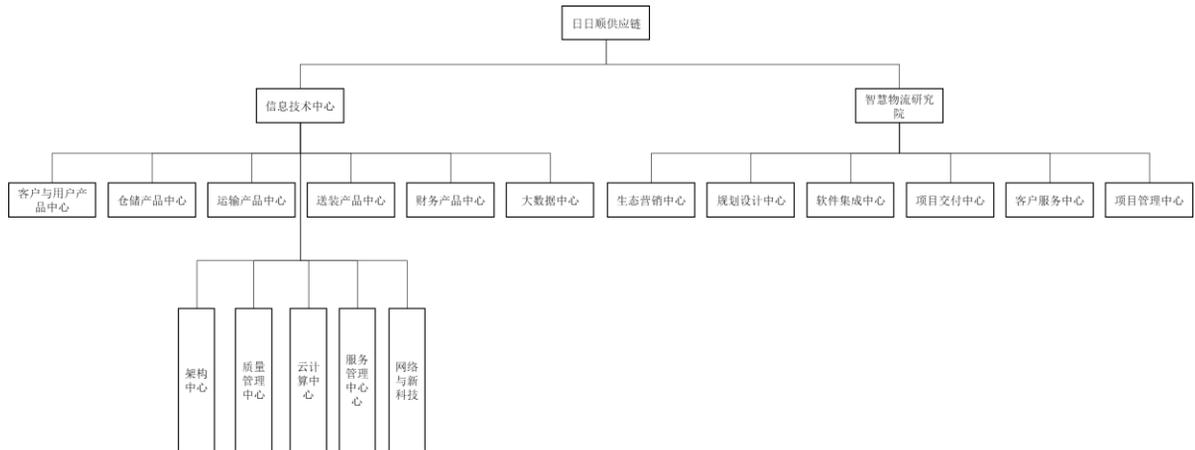 日日顺供应链
信息技术中心
智慧物流研究
院
客户与用户产
品中心
仓储产品中心
运输产品中心
送装产品中心
财务产品中心
大数据中心
生态营销中心
规划设计中心
软件集成中心
项目交付中心
客户服务中心
项目管理中心
架构
中心
质量
管理
中心
云计
算中
心
服务
管理
中心
心
网络
与新
科技